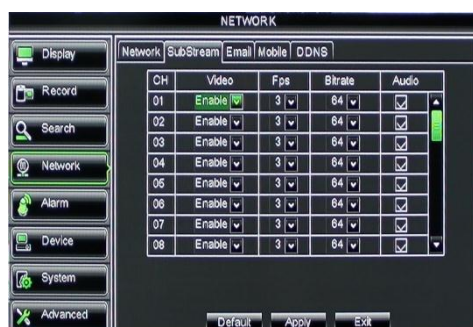 NETWORK
Display
Record
Search
Network
Alarm
Device
System
Advanced
Network SubStream Email Mobile DDNS
CH Video Fps Bitrate Audio
01 Enable 3 64
02 Enable 3 64
03 Enable 3 64
04 Enable 3 64
05 Enable 3 64
06 Enable 3 64
07 Enable 3 64
08 Enable 3 64
Default Apply Exit